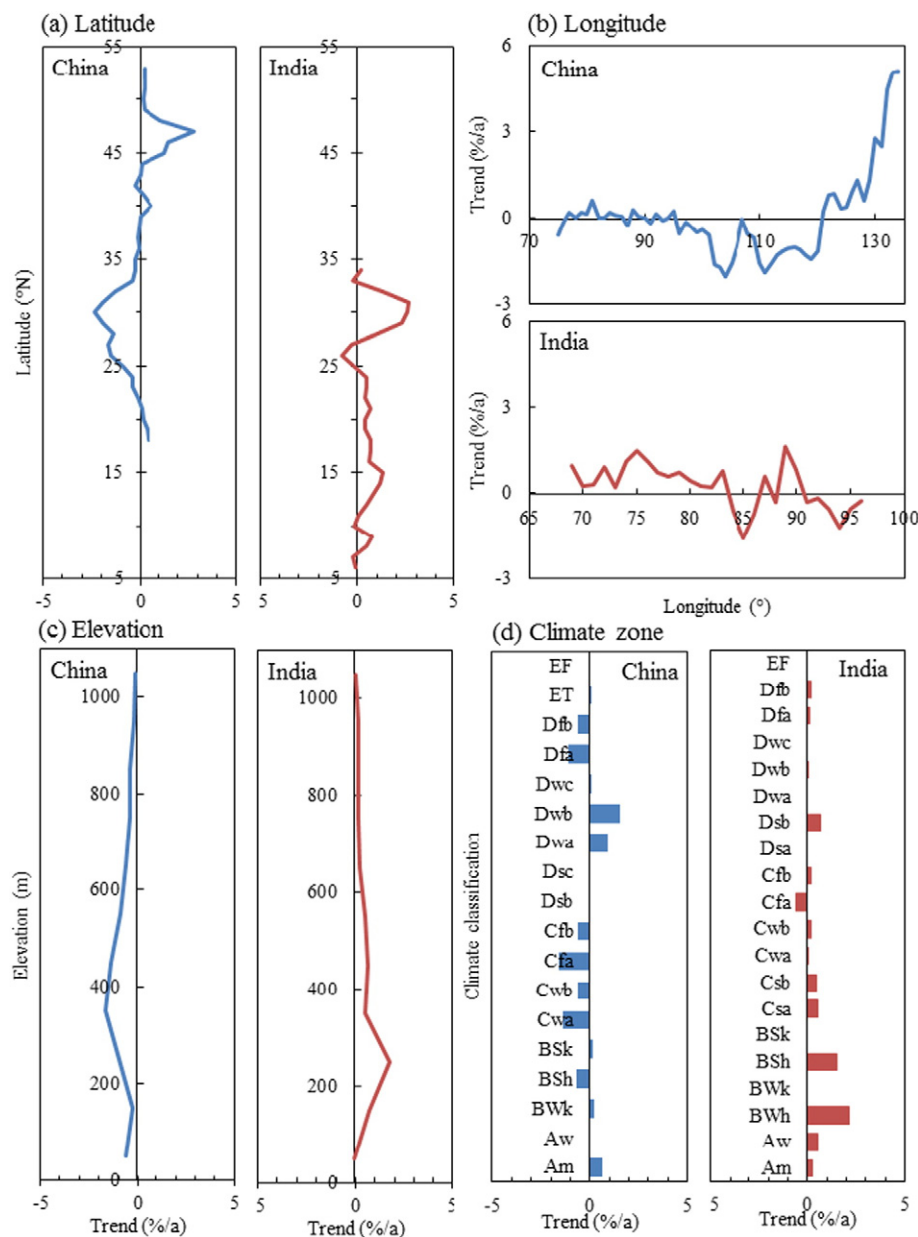 (a) Latitude
55
China
45
35
25
15
5
-5 0 5
Latitude (°N)
55
India
45
35
25
15
5
-5 0 5
(b) Longitude
6
China
3
0
-3
70 90 110 130
Trend (%/a)
6
India
3
0
-3
65 70 75 80 85 90 95 100
Trend (%/a)
Longitude (°)
(c) Elevation
China
1000
800
600
400
200
0
-5 0 5
Trend (%/a)
Elevation (m)
India
1000
800
600
400
200
0
-5 0 5
Trend (%/a)
(d) Climate zone
China
EF
ET
Dfb
Dfa
Dwc
Dwb
Dwa
Dsc
Dsb
Cfb
Cfa
Cwb
Cwa
BSk
BSh
BWk
Aw
Am
-5 0 5
Trend (%/a)
Climate classification
India
EF
Dfb
Dfa
Dwc
Dwb
Dwa
Dsb
Dsa
Cfb
Cfa
Cwb
Cwa
Csb
Csa
BSk
BSh
BWk
BWh
Aw
Am
-5 0 5
Trend (%/a)